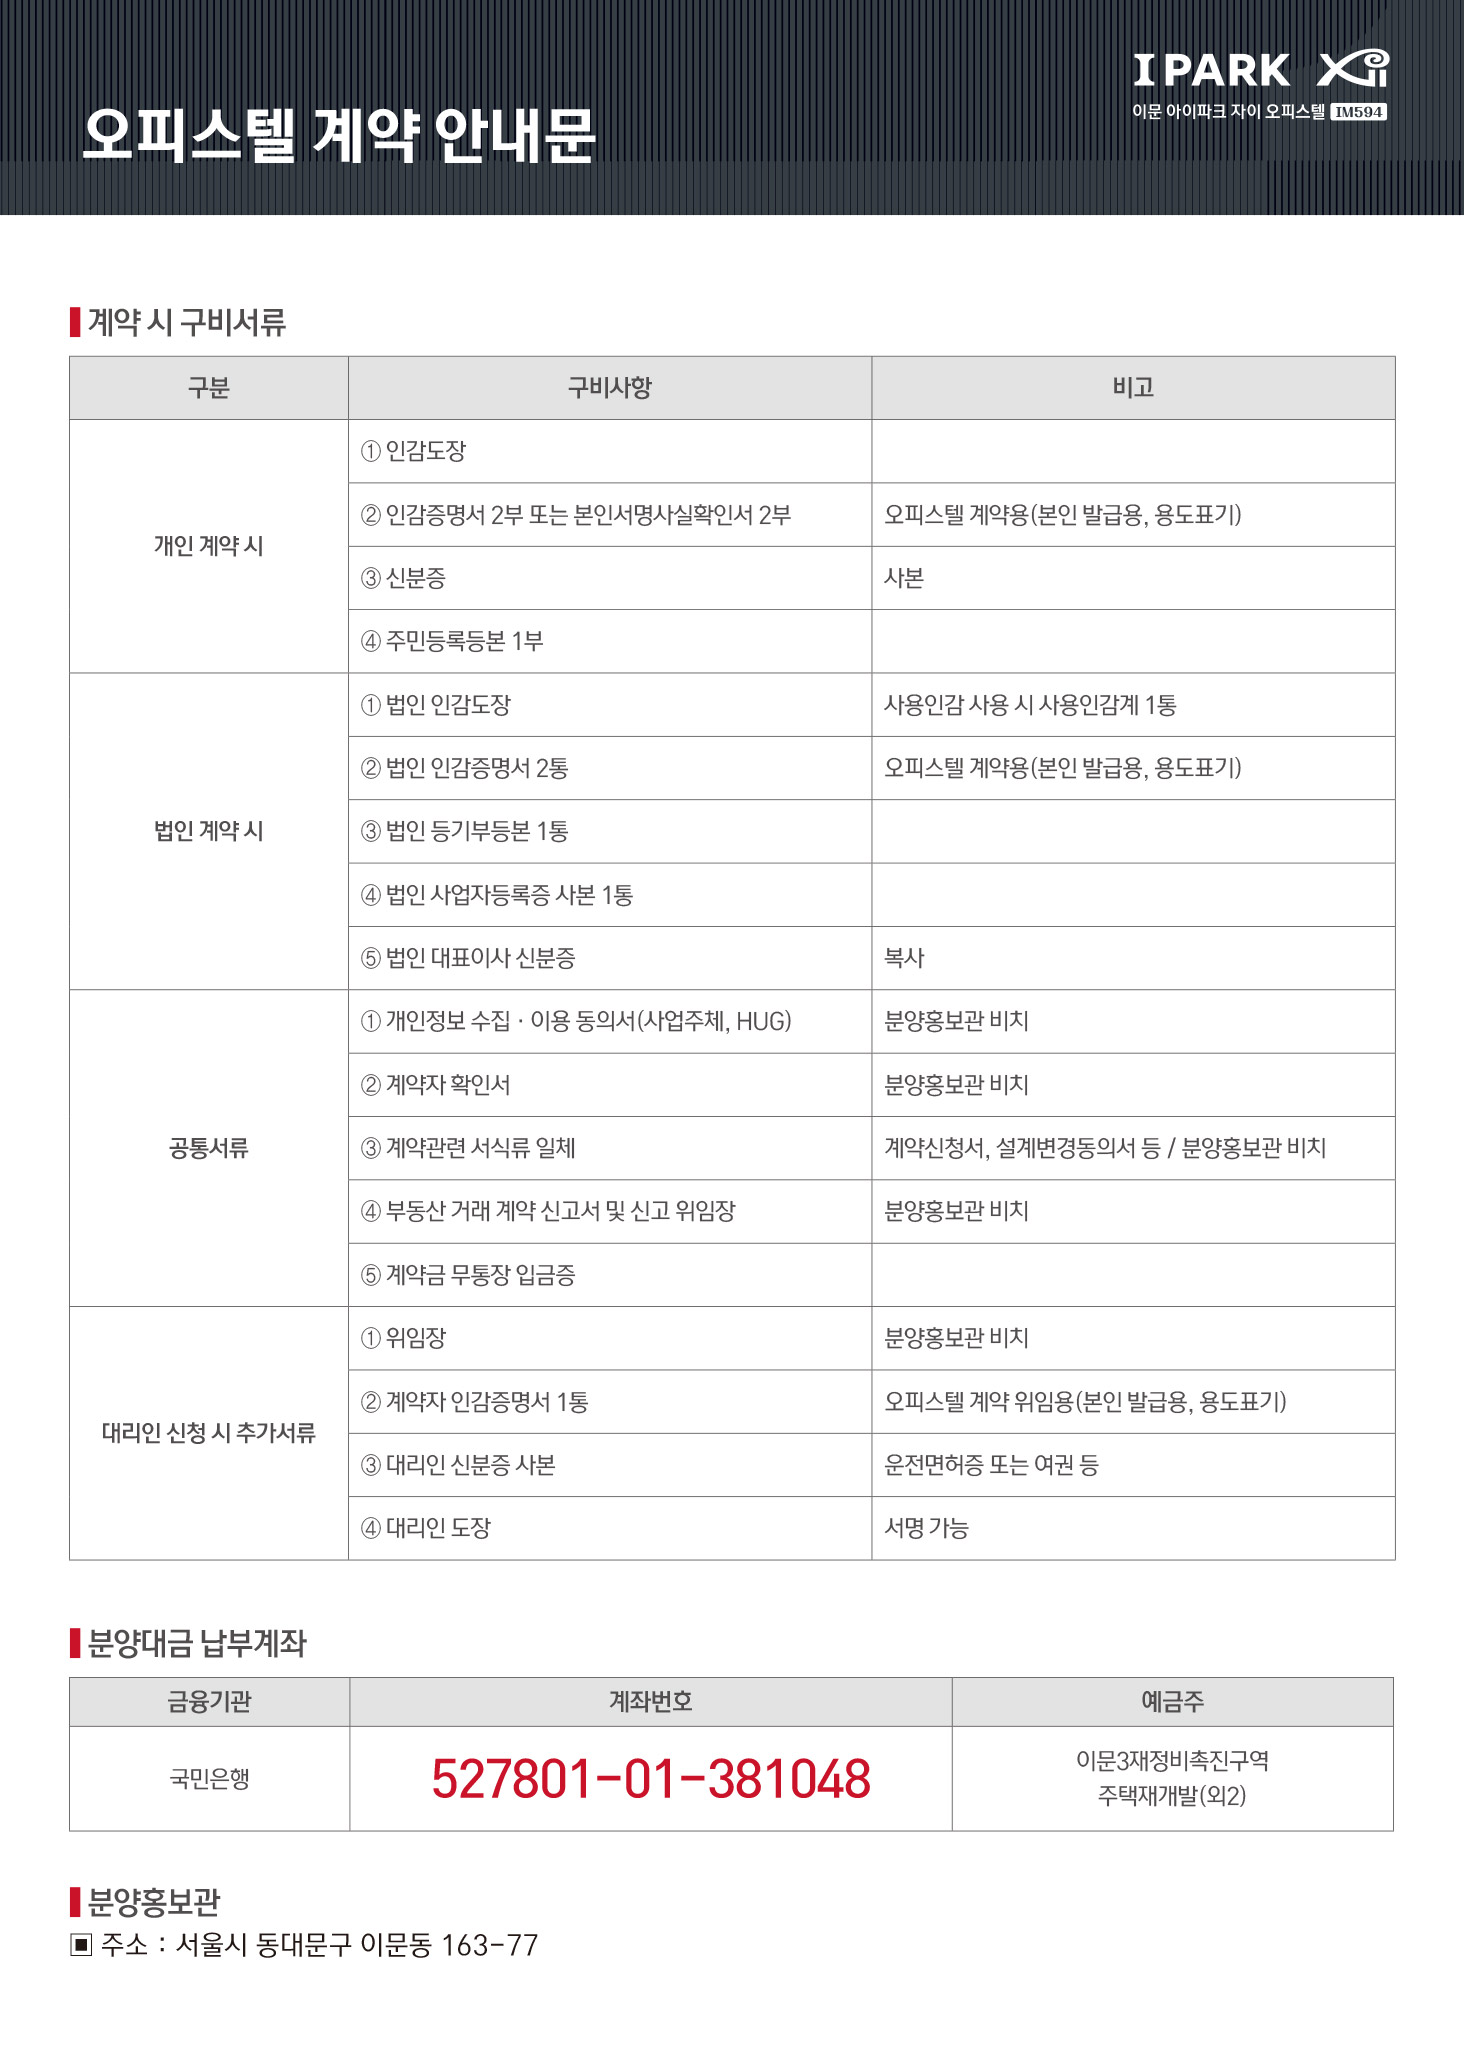 I PARK Xii
이문 아이파크 자이 오피스텔 IM594
오피스텔 계약 안내문
계약 시 구비서류
구분 구비사항 비고
개인 계약 시
① 인감도장
② 인감증명서 2부 또는 본인서명사실확인서 2부 오피스텔 계약용(본인 발급용, 용도표기)
③ 신분증 사본
④ 주민등록등본 1부
법인 계약 시
① 법인 인감도장 사용인감 사용 시 사용인감계 1통
② 법인 인감증명서 2통 오피스텔 계약용(본인 발급용, 용도표기)
③ 법인 등기부등본 1통
④ 법인 사업자등록증 사본 1통
⑤ 법인 대표이사 신분증 복사
공통서류
① 개인정보 수집 · 이용 동의서(사업주체, HUG) 분양홍보관 비치
② 계약자 확인서 분양홍보관 비치
③ 계약관련 서식류 일체 계약신청서, 설계변경동의서 등 / 분양홍보관 비치
④ 부동산 거래 계약 신고서 및 신고 위임장 분양홍보관 비치
⑤ 계약금 무통장 입금증
대리인 신청 시 추가서류
① 위임장 분양홍보관 비치
② 계약자 인감증명서 1통 오피스텔 계약 위임용(본인 발급용, 용도표기)
③ 대리인 신분증 사본 운전면허증 또는 여권 등
④ 대리인 도장 서명 가능
분양대금 납부계좌
금융기관 계좌번호 예금주
국민은행 527801-01-381048 이문3재정비촉진구역
주택재개발(외2)
분양홍보관
▣ 주소 : 서울시 동대문구 이문동 163-77